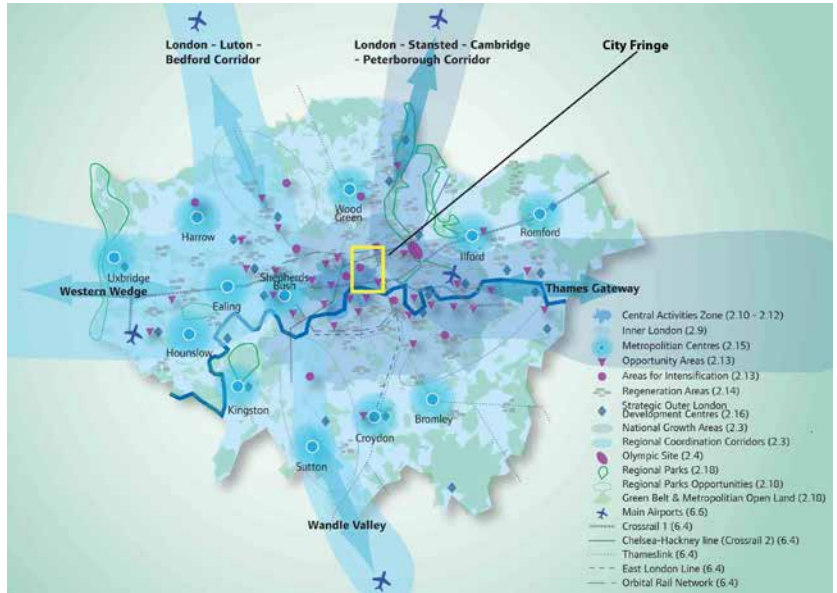 London - Luton -
Bedford Corridor
London - Stansted - Cambridge
- Peterborough Corridor
City Fringe
Wood
Green
Harrow
Romford
Ilford
Uxbridge
Shepherds
Bush
Western Wedge
Ealing
Thames Gateway
Hounslow
Kingston
Croydon
Bromley
Sutton
Wandle Valley
Central Activities Zone (2.10 - 2.12)
Inner London (2.9)
Metropolitan Centres (2.15)
Opportunity Areas (2.13)
Areas for Intensification (2.13)
Regeneration Areas (2.14)
Strategic Outer London
Development Centres (2.16)
National Growth Areas (2.3)
Regional Coordination Corridors (2.3)
Olympic Site (2.4)
Regional Parks (2.18)
Regional Parks Opportunities (2.18)
Green Belt & Metropolitan Open Land (2.18)
Main Airports (6.6)
Crossrail 1 (6.4)
Chelsea-Hackney line (Crossrail 2) (6.4)
Thameslink (6.4)
East London Line (6.4)
Orbital Rail Network (6.4)